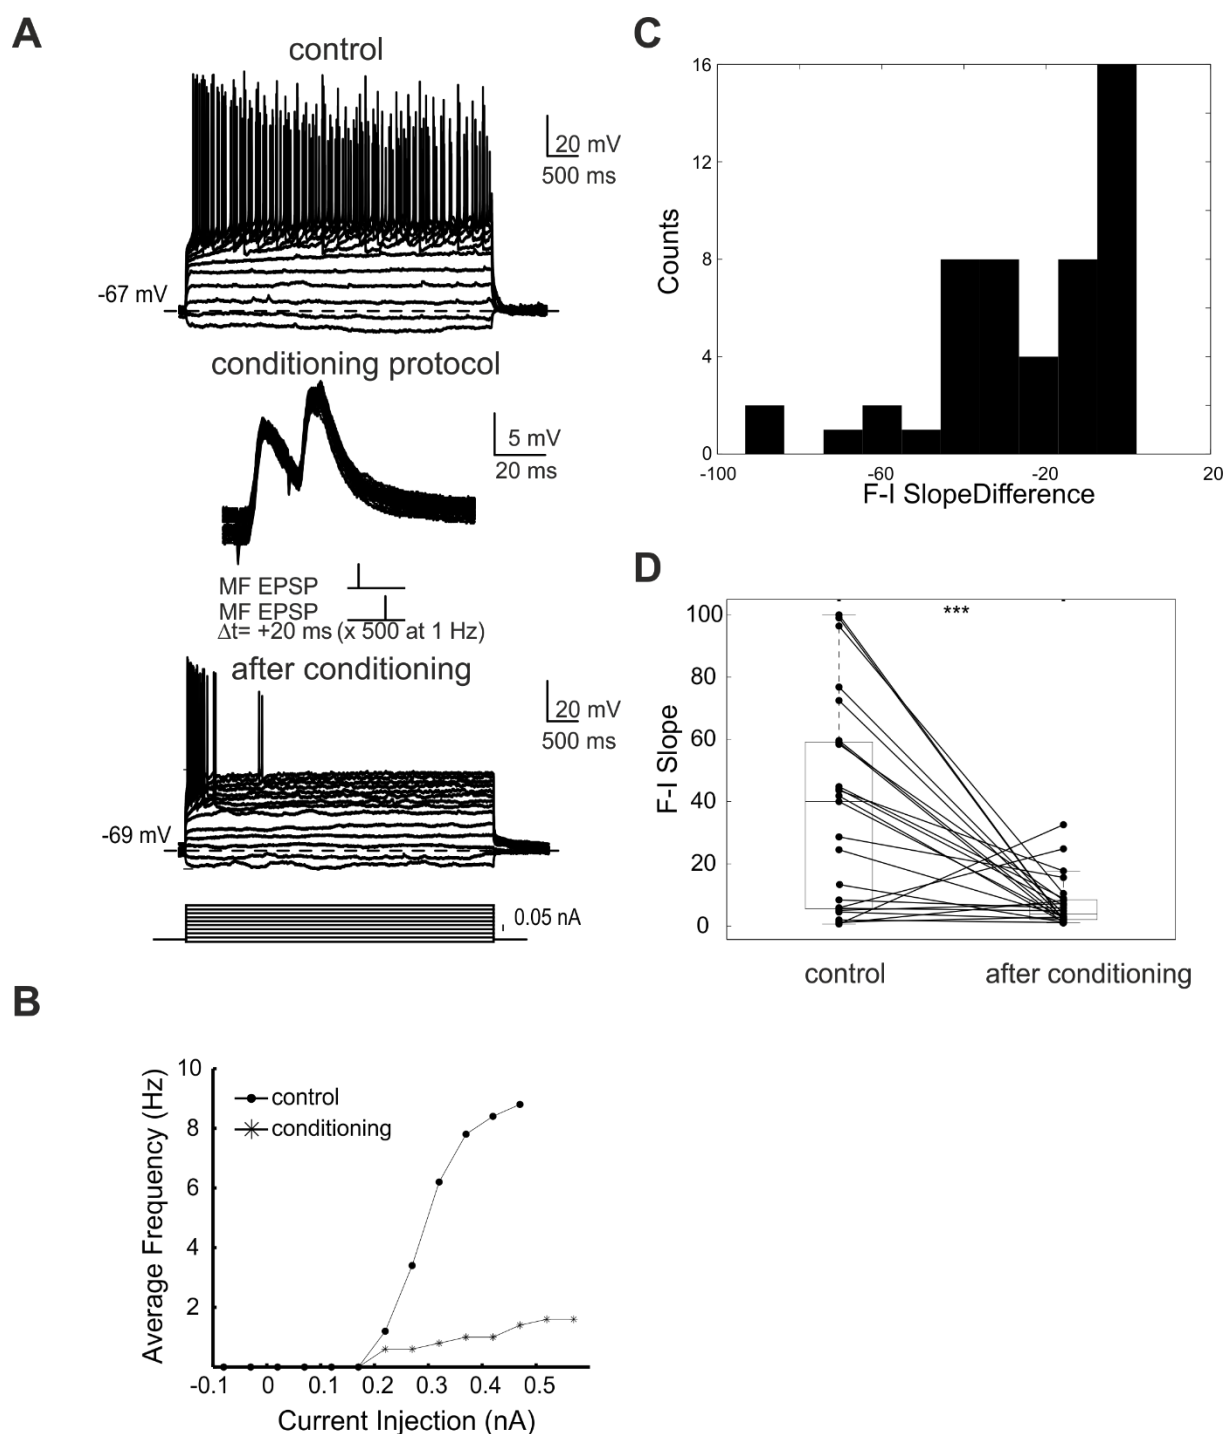 A
control
20 mV
500 ms
-67 mV
conditioning protocol
5 mV
20 ms
MF EPSP
MF EPSP
Δt= +20 ms (x 500 at 1 Hz)
after conditioning
20 mV
500 ms
-69 mV
0.05 nA
B
10
8
6
4
2
Average Frequency (Hz)
control
conditioning
-0.1
0
0.1
0.2
0.3
0.4
0.5
Current Injection (nA)
C
16
12
8
4
0
Counts
-100
-60
-20
20
F-I SlopeDifference
D
100
80
60
40
20
0
F-I Slope
***
control
after conditioning